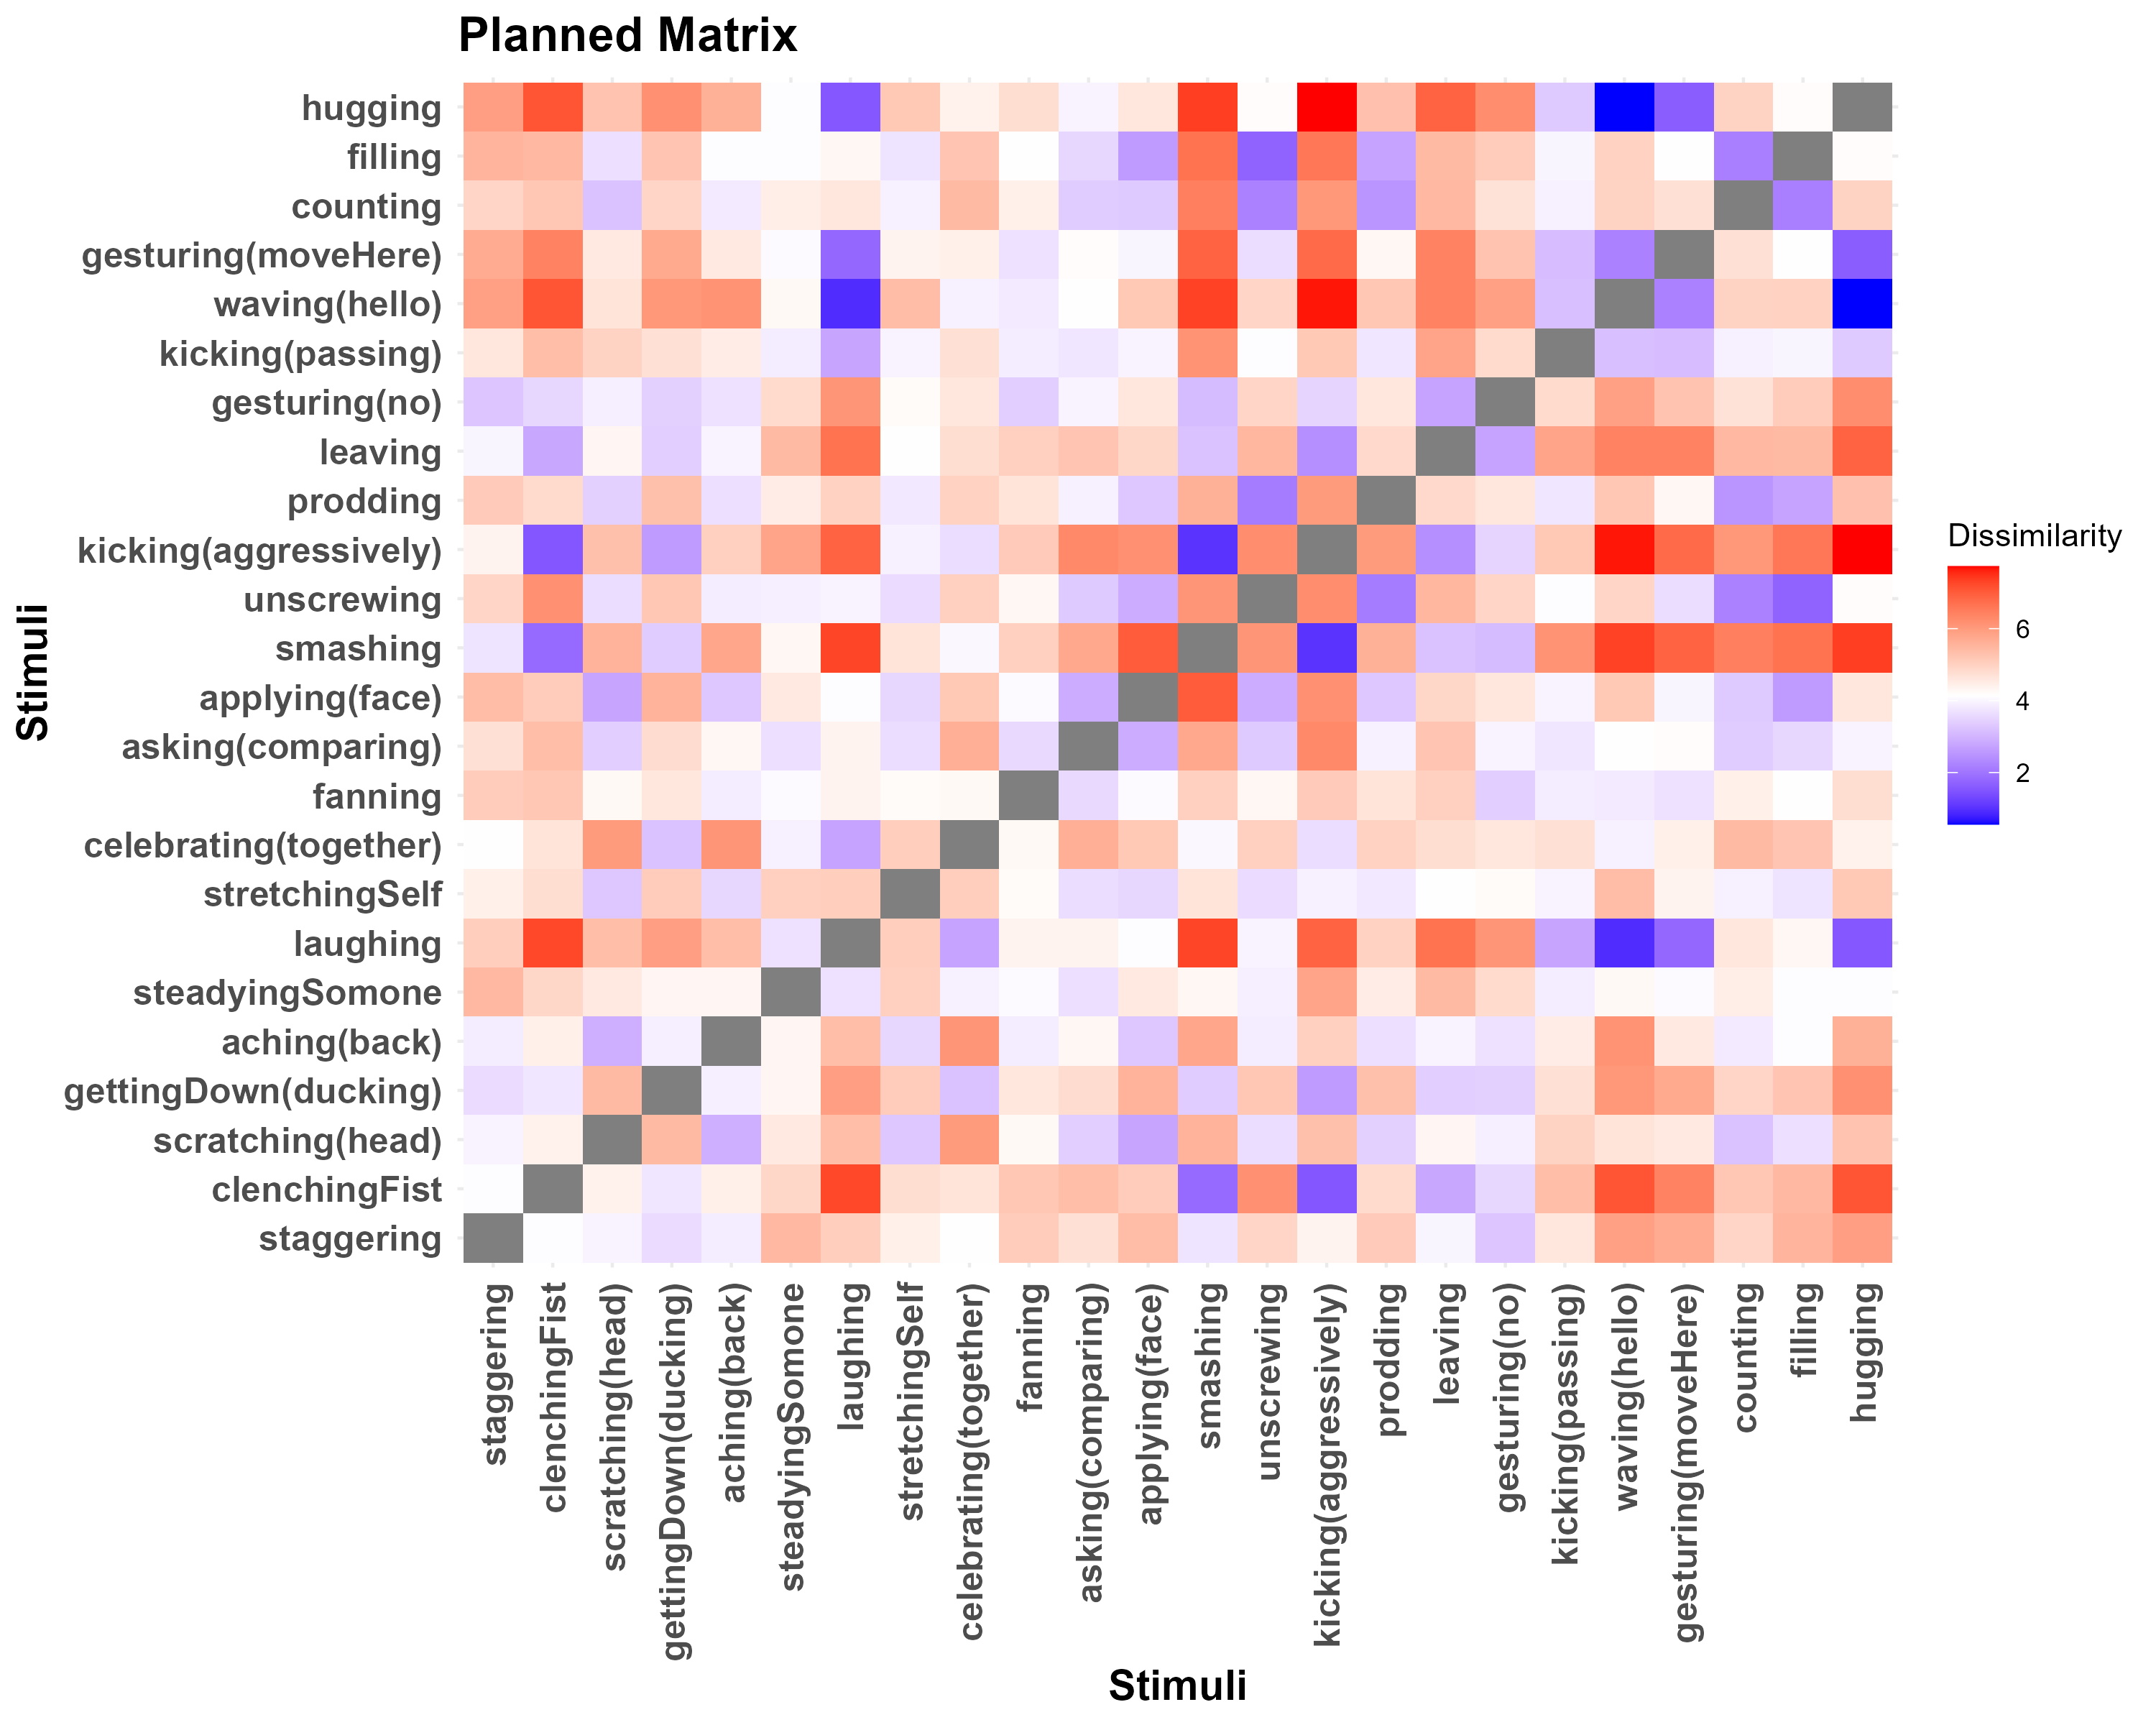 Planned Matrix
hugging
filling
counting
gesturing(moveHere)
waving(hello)
kicking(passing)
gesturing(no)
leaving
prodding
kicking(aggressively)
unscrewing
smashing
applying(face)
asking(comparing)
fanning
celebrating(together)
stretchingSelf
laughing
steadyingSomone
aching(back)
gettingDown(ducking)
scratching(head)
clenchingFist
staggering
Stimuli
staggering
clenchingFist
scratching(head)
gettingDown(ducking)
aching(back)
steadyingSomone
laughing
stretchingSelf
celebrating(together)
fanning
asking(comparing)
applying(face)
smashing
unscrewing
kicking(aggressively)
prodding
leaving
gesturing(no)
kicking(passing)
waving(hello)
gesturing(moveHere)
counting
filling
hugging
Stimuli
Dissimilarity
6
4
2